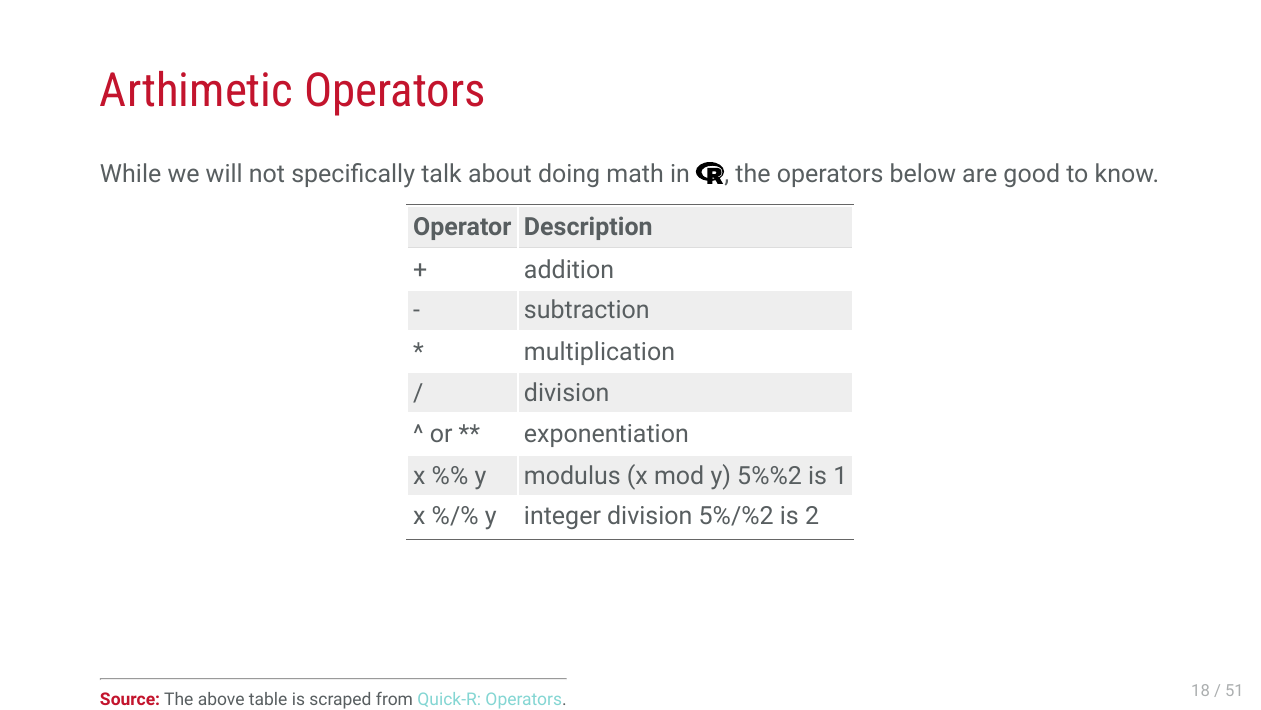 Arthimetic Operators
While we will not specifically talk about doing math in R, the operators below are good to know.
Operator Description
+ addition
- subtraction
* multiplication
/ division
^ or ** exponentiation
x %% y modulus (x mod y) 5%%2 is 1
x %/% y integer division 5%/%2 is 2
Source: The above table is scraped from Quick-R: Operators.
18 / 51